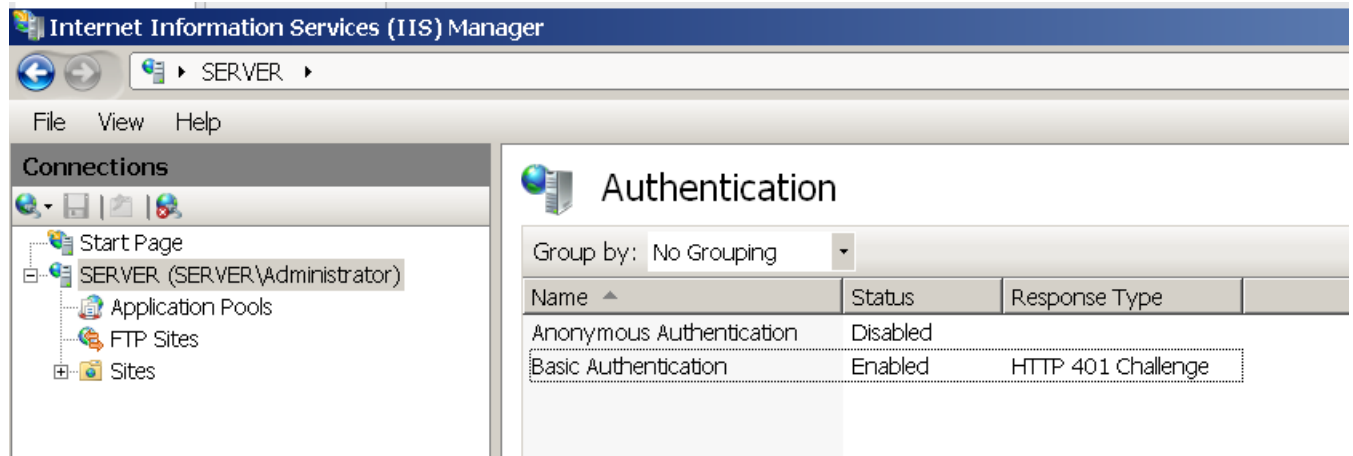 Internet Information Services (IIS) Manager
SERVER
File View Help
Connections
Start Page
SERVER (SERVER\Administrator)
Application Pools
FTP Sites
Sites
Authentication
Group by: No Grouping
Name Status Response Type
Anonymous Authentication Disabled
Basic Authentication Enabled HTTP 401 Challenge